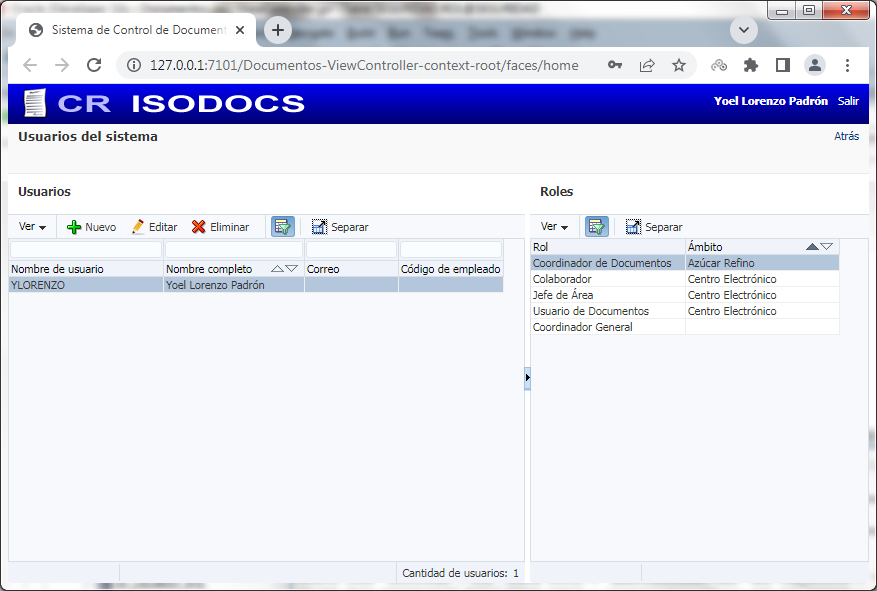 Sistema de Control de Document
127.0.0.1:7101/Documentos-ViewController-context-root/faces/home
CR ISODOCS
Yoel Lorenzo Padrón Salir
Usuarios del sistema
Atrás
Usuarios
Roles
Ver Nuevo Editar Eliminar Separar
Ver Separar
Nombre de usuario Nombre completo Correo Código de empleado
YLORENZO Yoel Lorenzo Padrón
Rol Ámbito
Coordinador de Documentos Azúcar Refino
Colaborador Centro Electrónico
Jefe de Área Centro Electrónico
Usuario de Documentos Centro Electrónico
Coordinador General
Cantidad de usuarios: 1